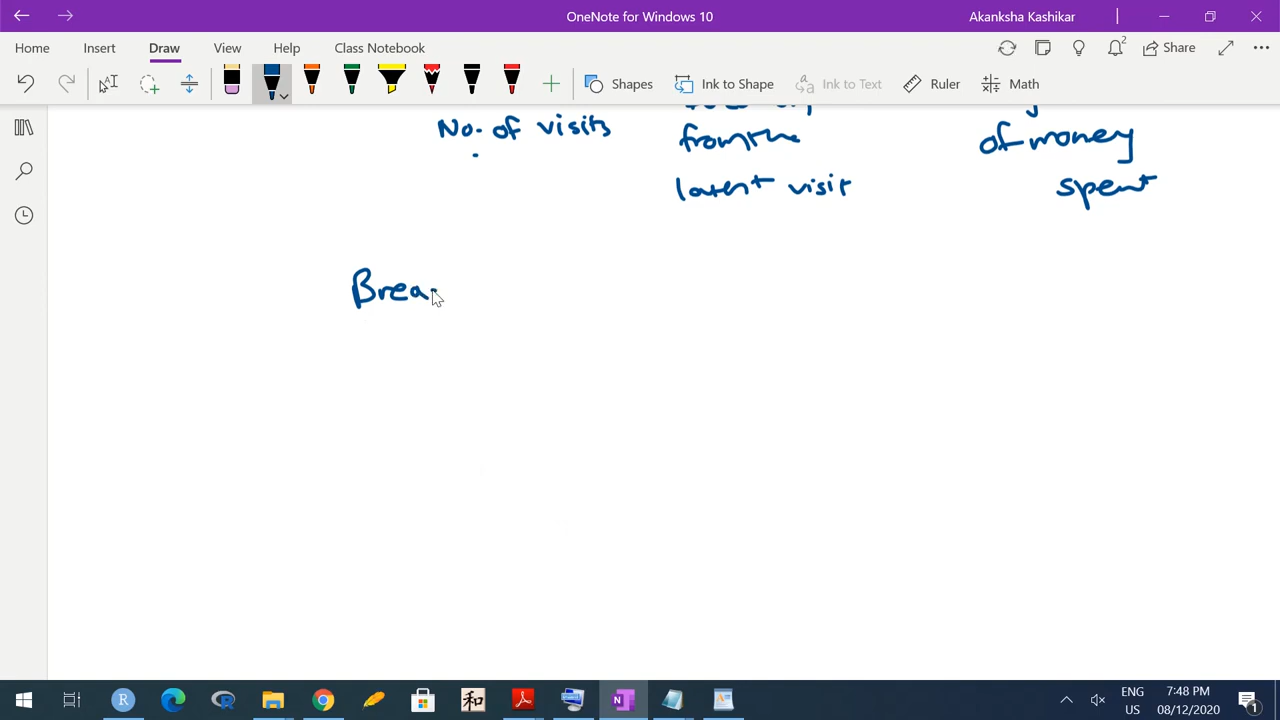 OneNote for Windows 10
Akanksha Kashikar
Home Insert Draw View Help Class Notebook
2 Share
Shapes Ink to Shape Ink to Text Ruler Math
No. of visits
from the
of money
latest visit
spent
Brea
ENG 7:48 PM
US 08/12/2020 1